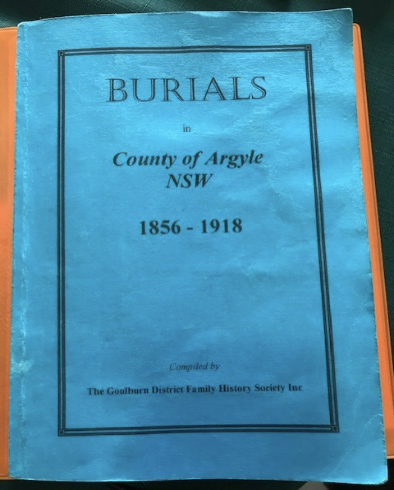 BURIALS
in
County of Argyle
NSW
1856 - 1918
Compiled by
The Goulburn District Family History Society Inc